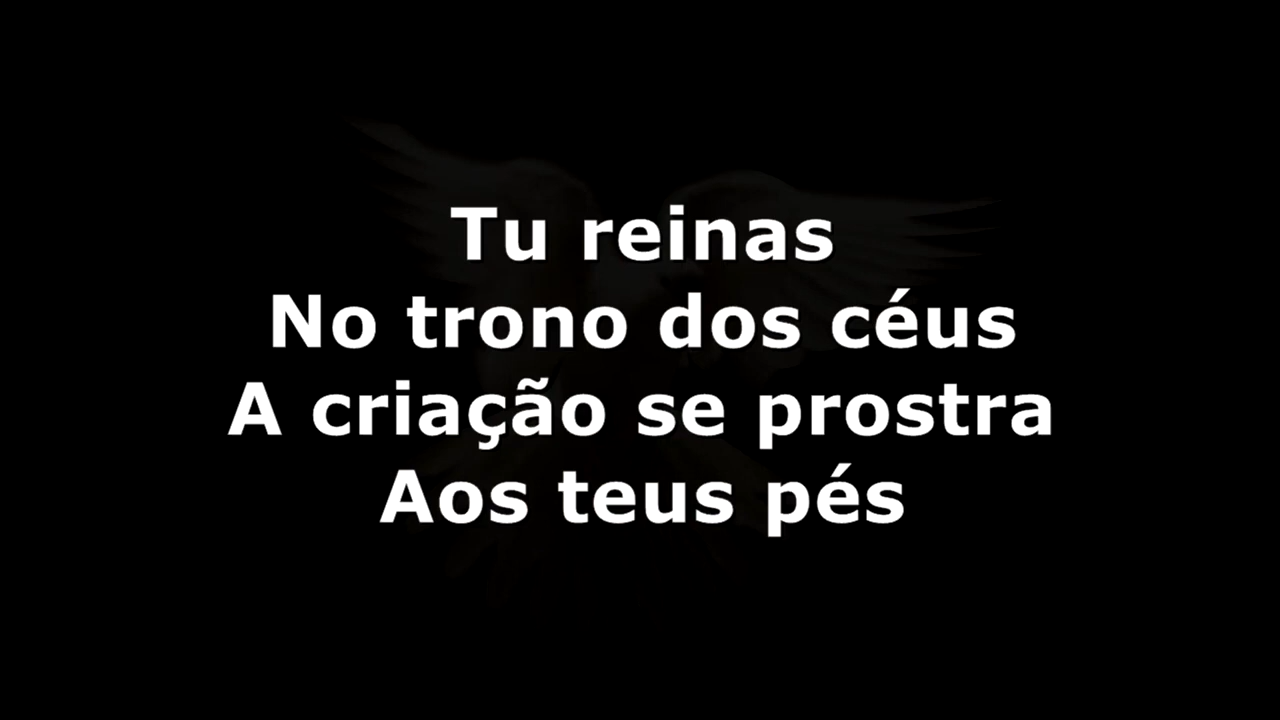 Tu reinas
No trono dos céus
A criação se prostra
Aos teus pés